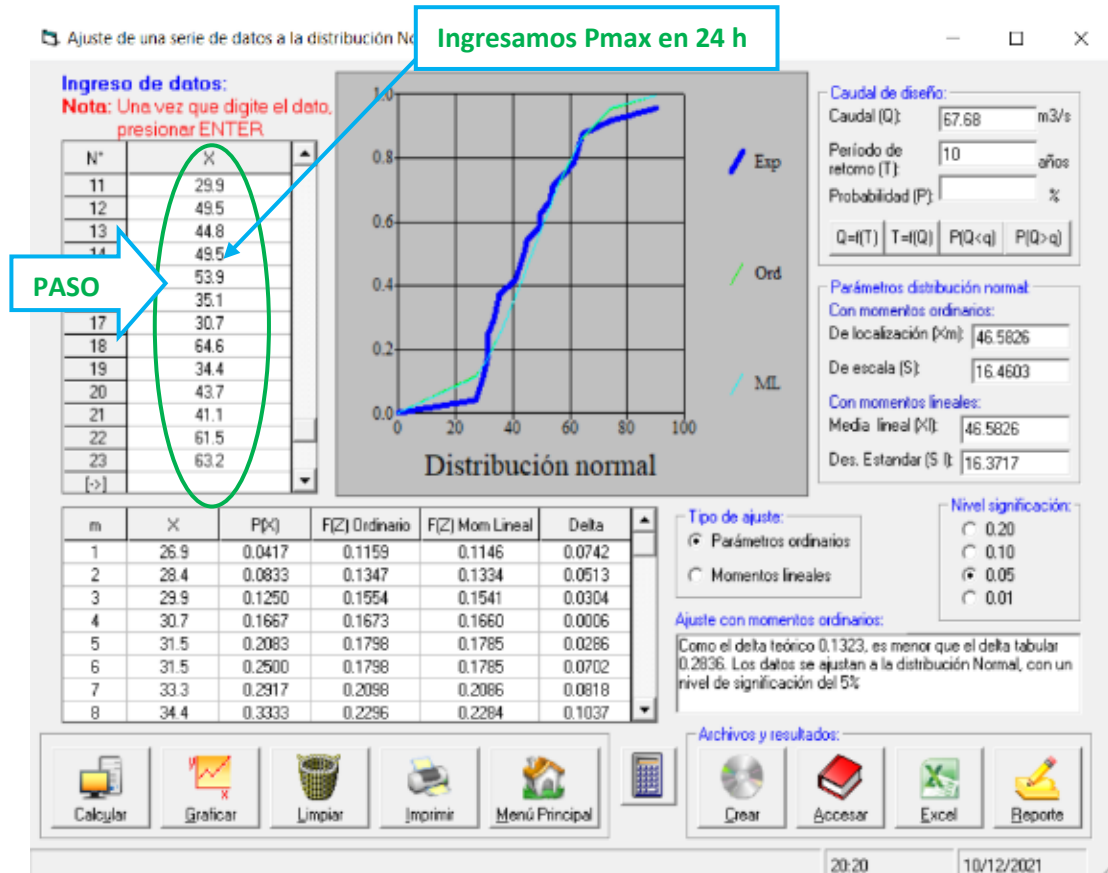 Ajuste de una serie de datos a la distribución No
Ingresamos Pmax en 24 h
Ingreso de datos:
Nota: Una vez que digite el dato,
presionar ENTER
N° X
11 29.9
12 49.5
13 44.8
14 49.5
53.9
35.1
17 30.7
18 64.6
19 34.4
20 43.7
21 41.1
22 61.5
23 63.2
[->]
PASO
1.0
0.8
0.6
0.4
0.2
0.0
0 20 40 60 80 100
Distribución normal
Exp
Ord
ML
Caudal de diseño:
Caudal (Q): 67.68 m3/s
Período de
retorno (T): 10 años
Probabilidad (P): %
Q=f(T) T=f(Q) P(Q<q) P(Q>q)
Parámetros distribución normal:
Con momentos ordinarios:
De localización (Xm): 46.5826
De escala (S): 16.4603
Con momentos lineales:
Media lineal (Xl): 46.5826
Des. Estandar (S l): 16.3717
m X P(X) F(Z) Ordinario F(Z) Mom Lineal Delta
1 26.9 0.0417 0.1159 0.1146 0.0742
2 28.4 0.0833 0.1347 0.1334 0.0513
3 29.9 0.1250 0.1554 0.1541 0.0304
4 30.7 0.1667 0.1673 0.1660 0.0006
5 31.5 0.2083 0.1798 0.1785 0.0286
6 31.5 0.2500 0.1798 0.1785 0.0702
7 33.3 0.2917 0.2098 0.2086 0.0818
8 34.4 0.3333 0.2296 0.2284 0.1037
Tipo de ajuste:
Parámetros ordinarios
Momentos lineales
Nivel significación:
0.20
0.10
0.05
0.01
Ajuste con momentos ordinarios:
Como el delta teórico 0.1323, es menor que el delta tabular
0.2836. Los datos se ajustan a la distribución Normal, con un
nivel de significación del 5%
Calcular Graficar Limpiar Imprimir Menú Principal
Archivos y resultados:
Crear Accesar Excel Reporte
20:20 10/12/2021